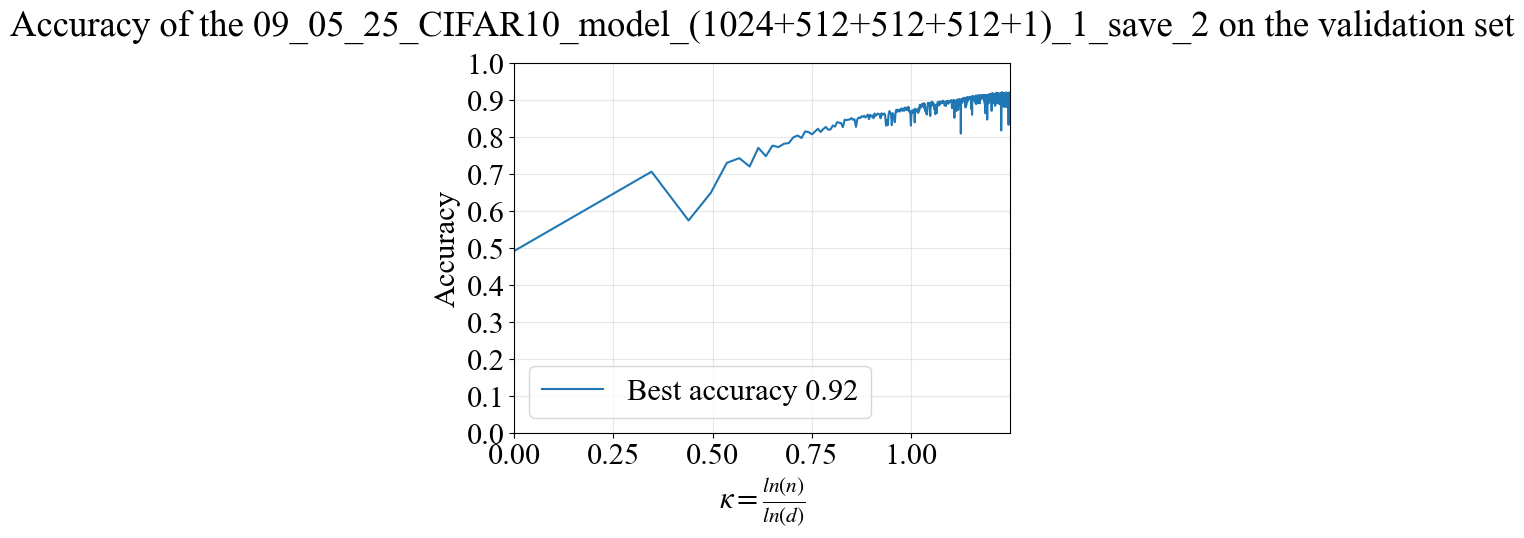 Accuracy of the 09_05_25_CIFAR10_model_(1024+512+512+512+1)_1_save_2 on the validation set
1.0
0.9
0.8
0.7
0.6
0.5
0.4
0.3
0.2
0.1
0.0
Accuracy
Best accuracy 0.92
0.00 0.25 0.50 0.75 1.00
κ = ln(n)/ln(d)